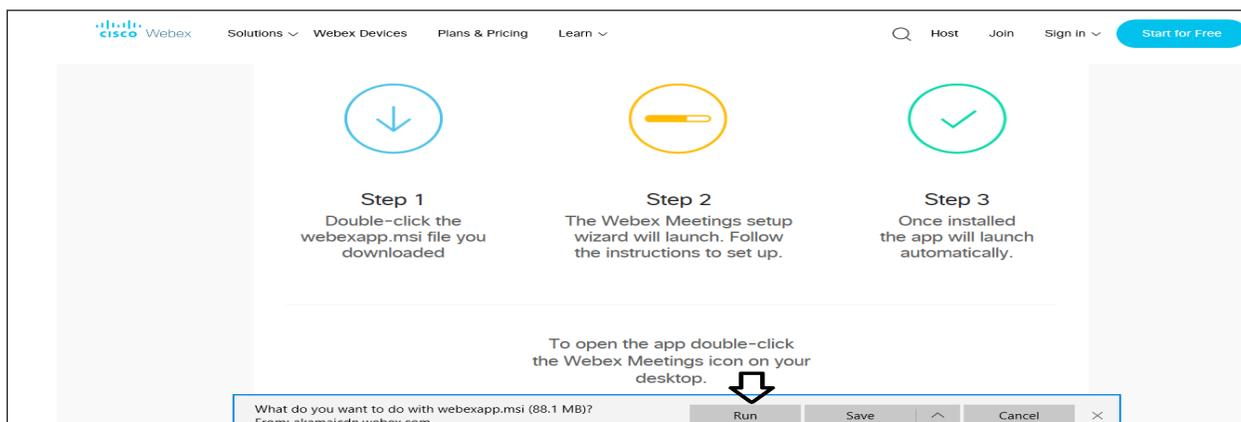 CISCO Webex Solutions Webex Devices Plans & Pricing Learn Host Join Sign in Start for Free
Step 1
Double-click the
webexapp.msi file you
downloaded
Step 2
The Webex Meetings setup
wizard will launch. Follow
the instructions to set up.
Step 3
Once installed
the app will launch
automatically.
To open the app double-click
the Webex Meetings icon on your
desktop.
What do you want to do with webexapp.msi (88.1 MB)?
From: akamaicdn.webex.com
Run Save Cancel